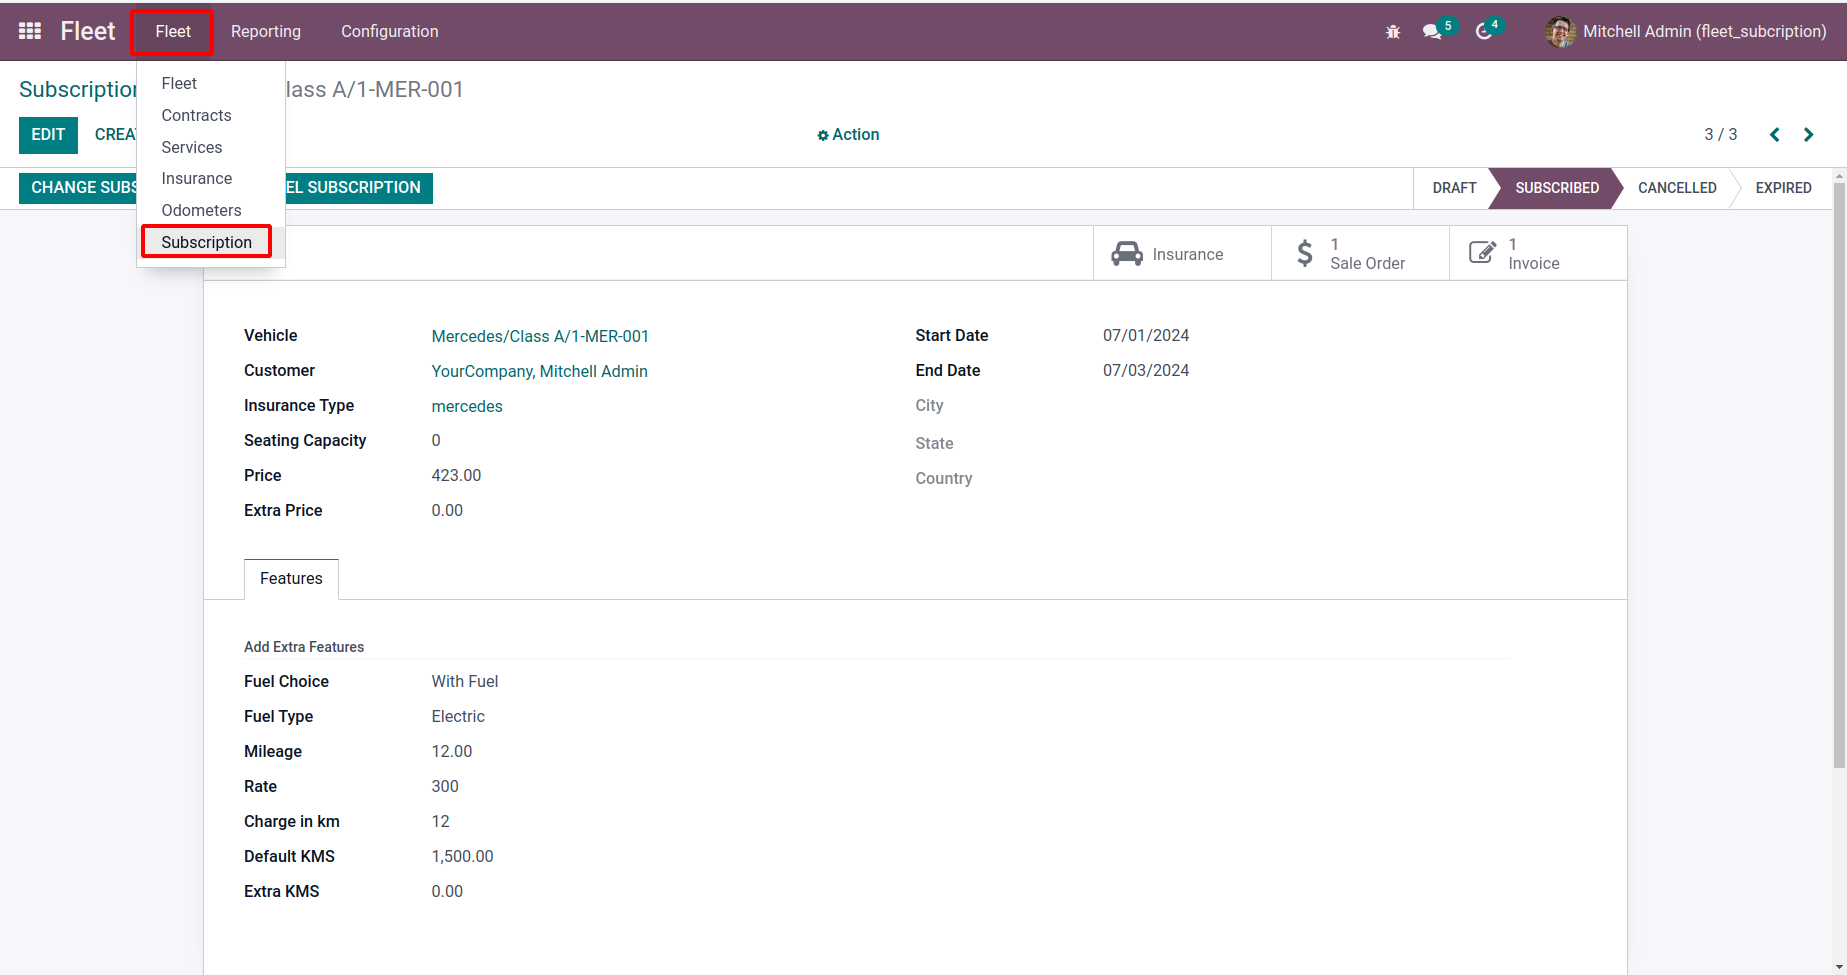 Fleet Fleet Reporting Configuration 5 4 Mitchell Admin (fleet_subcription)
Fleet
Contracts
Services
Insurance
Odometers
Subscription
Subscription lass A/1-MER-001
EDIT CREA Action 3 / 3
CHANGE SUBS EL SUBSCRIPTION DRAFT SUBSCRIBED CANCELLED EXPIRED
Insurance
1
Sale Order
1
Invoice
Vehicle Mercedes/Class A/1-MER-001
Customer YourCompany, Mitchell Admin
Insurance Type mercedes
Seating Capacity 0
Price 423.00
Extra Price 0.00
Start Date 07/01/2024
End Date 07/03/2024
City
State
Country
Features
Add Extra Features
Fuel Choice With Fuel
Fuel Type Electric
Mileage 12.00
Rate 300
Charge in km 12
Default KMS 1,500.00
Extra KMS 0.00